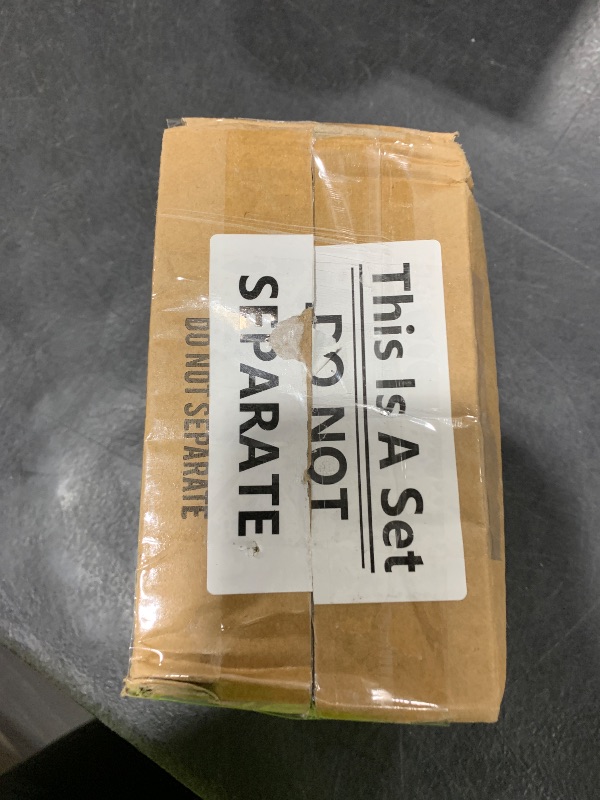 This Is A Set
DO NOT
SEPARATE
DO NOT SEPARATE